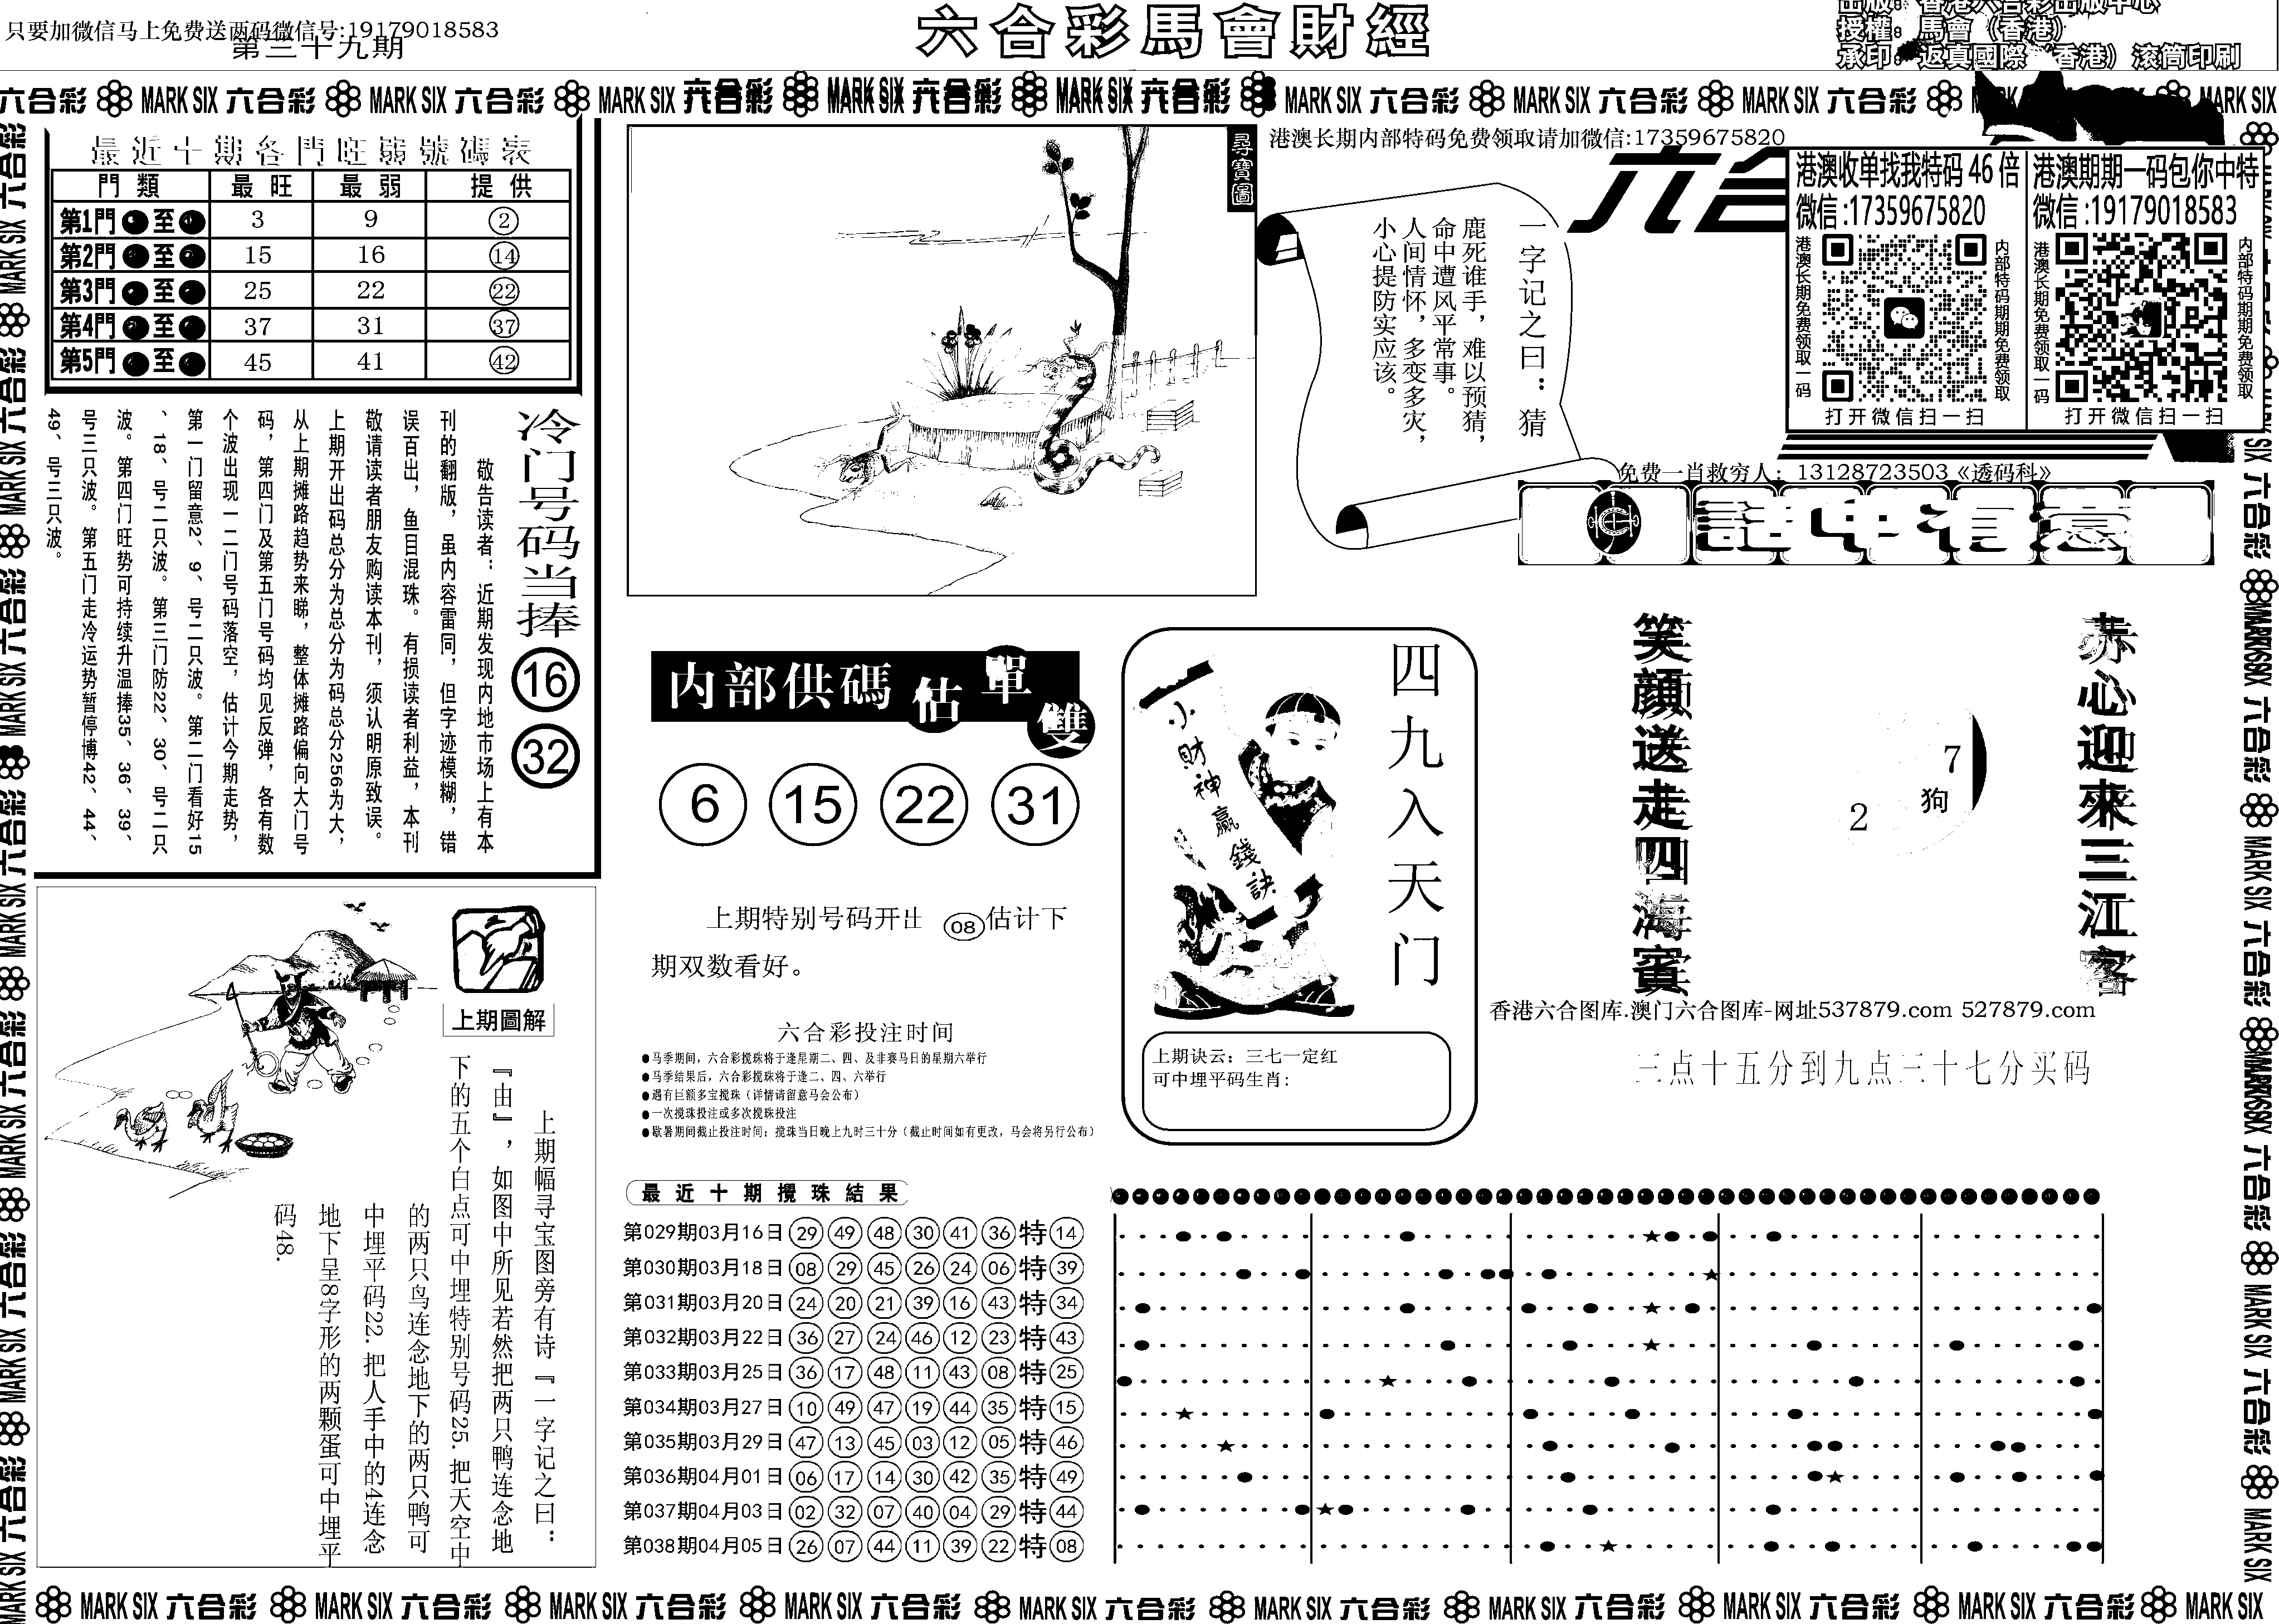 只要加微信马上免费送两码微信号:19179018583
第三十九期
六合彩馬會財經
出版：香港六合彩出版中心
授權：馬會（香港）
承印：返真國際（香港）滚筒印刷
六合彩 MARK SIX 六合彩 MARK SIX 六合彩 MARK SIX 六合彩 MARK SIX 六合彩 MARK SIX 六合彩 MARK SIX 六合彩 MARK SIX 六合彩 MARK SIX 六合彩 MARK SIX
最近十期各門旺弱號碼表
門類 最旺 最弱 提供
第1門 至 3 9 2
第2門 至 15 16 14
第3門 至 25 22 22
第4門 至 37 31 37
第5門 至 45 41 42
冷门号码当捧
16
32
敬告读者：近期发现内地市场上有本
刊的翻版，虽内容雷同，但字迹模糊，错
误百出，鱼目混珠。有损读者利益，本刊
敬请读者朋友购读本刊，须认明原致误。
上期开出码总分为总分为码总分256为大；
从上期摊路趋势来睇，整体摊路偏向大门号
码，第四门及第五门号码均见反弹，各有数
个波出现一二门号码落空，估计今期走势，
第一门留意2、9、号二只波。第二门看好15
、18、号二只波。第三门防22、30、号二只
波。第四门旺势可持续升温捧35、36、39、
号三只波。第五门走冷运势暂停博42、44、
49、号三只波。
尋寶圖
港澳长期内部特码免费领取请加微信:17359675820
一字记之曰：猜
鹿死谁手，难以预猜，
命中遭风平常事。
人间情怀，多变多灾，
小心提防实应该。
六合
港澳收单找我特码46倍
微信:17359675820
港澳长期免费领取一码
内部特码期期免费领取
打开微信扫一扫
港澳期期一码包你中特
微信:19179018583
港澳长期免费领取一码
内部特码期期免费领取
打开微信扫一扫
免费一肖救穷人：13128723503《透码科》
話中有意
内部供碼估單雙
6 15 22 31
上期特别号码开出 08 估计下
期双数看好。
六合彩投注时间
●马季期间，六合彩搅珠将于逢星期二、四、及非赛马日的星期六举行
●马季结果后，六合彩搅珠将于逢二、四、六举行
●遇有巨额多宝搅珠（详情请留意马会公布）
●一次搅珠投注或多次搅珠投注
●歇暑期间截止投注时间：搅珠当日晚上九时三十分（截止时间如有更改，马会将另行公布）
四九入天门
小財神贏錢訣
上期诀云：三七一定红
可中埋平码生肖:
赤心迎來三江客
笑顔送走四海賓
7
狗
2
香港六合图库.澳门六合图库-网址537879.com 527879.com
三点十五分到九点三十七分买码
上期圖解
上期幅寻宝图旁有诗『一字记之曰：
『由』，如图中所见若然把两只鸭连念地
下的五个白点可中埋特别号码25.把天空中
的两只鸟连念地下的两只鸭可
中埋平码22.把人手中的4连念
地下呈8字形的两颗蛋可中埋平
码48.
最近十期攪珠結果
第029期03月16日 29 49 48 30 41 36 特 14
第030期03月18日 08 29 45 26 24 06 特 39
第031期03月20日 24 20 21 39 16 43 特 34
第032期03月22日 36 27 24 46 12 23 特 43
第033期03月25日 36 17 48 11 43 08 特 25
第034期03月27日 10 49 47 19 44 35 特 15
第035期03月29日 47 13 45 03 12 05 特 46
第036期04月01日 06 17 14 30 42 35 特 49
第037期04月03日 02 32 07 40 04 29 特 44
第038期04月05日 26 07 44 11 39 22 特 08
MARK SIX 六合彩 MARK SIX 六合彩 MARK SIX 六合彩 MARK SIX 六合彩 MARK SIX 六合彩 MARK SIX 六合彩 MARK SIX 六合彩 MARK SIX 六合彩 MARK SIX 六合彩 MARK SIX